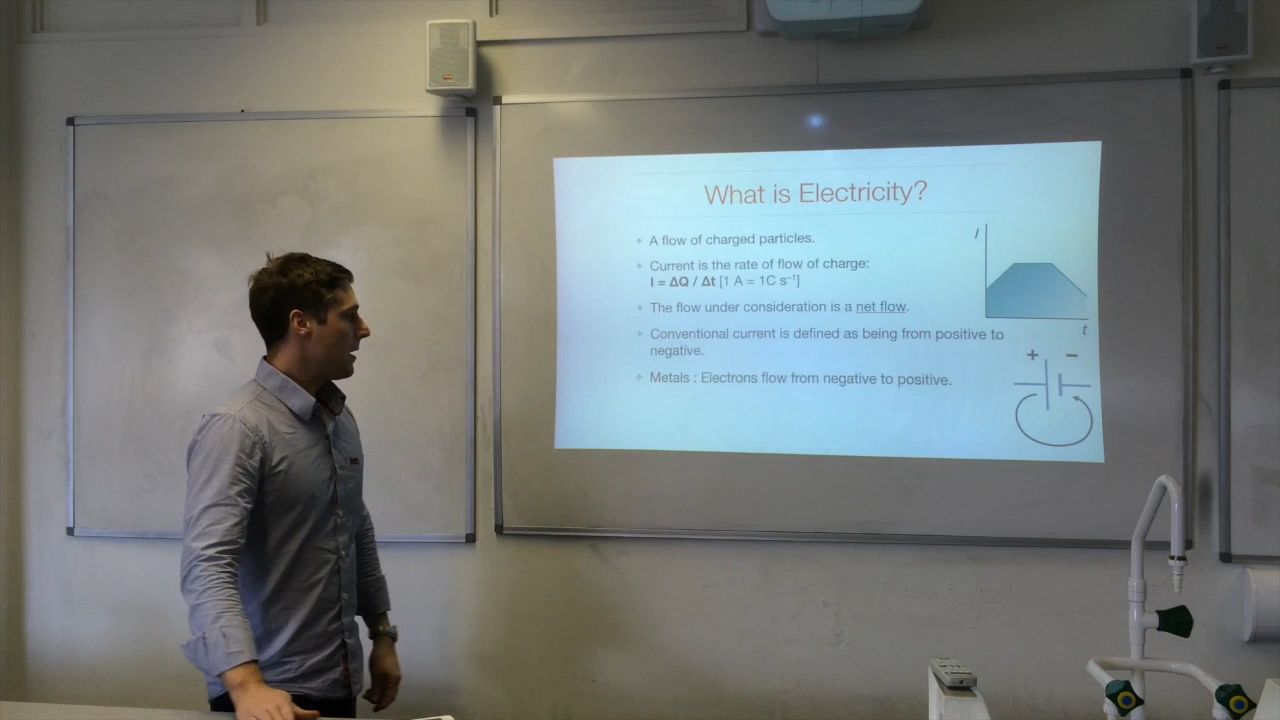 What is Electricity?
A flow of charged particles.
Current is the rate of flow of charge:
I = ΔQ / Δt [1 A = 1C s⁻¹]
The flow under consideration is a net flow.
Conventional current is defined as being from positive to
negative.
Metals : Electrons flow from negative to positive.
I
t
+ −